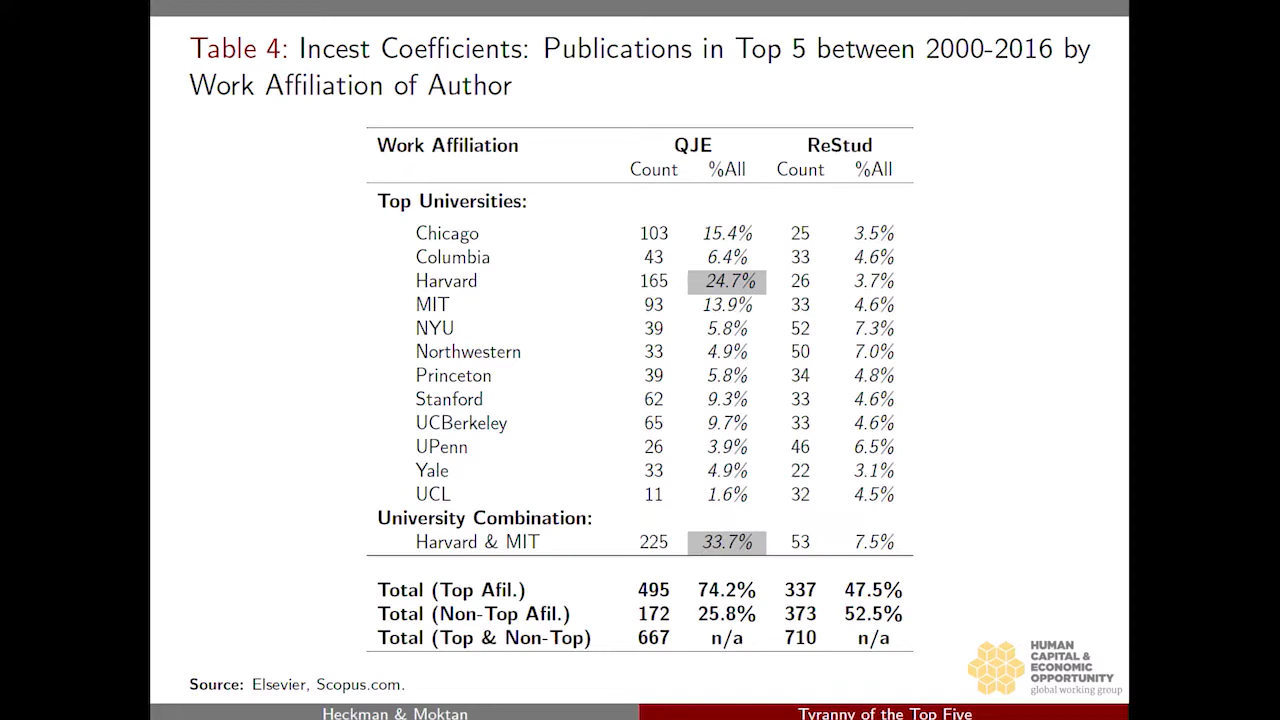 Table 4: Incest Coefficients: Publications in Top 5 between 2000-2016 by
Work Affiliation of Author
Work Affiliation QJE ReStud
Count %All Count %All
Top Universities:
Chicago 103 15.4% 25 3.5%
Columbia 43 6.4% 33 4.6%
Harvard 165 24.7% 26 3.7%
MIT 93 13.9% 33 4.6%
NYU 39 5.8% 52 7.3%
Northwestern 33 4.9% 50 7.0%
Princeton 39 5.8% 34 4.8%
Stanford 62 9.3% 33 4.6%
UCBerkeley 65 9.7% 33 4.6%
UPenn 26 3.9% 46 6.5%
Yale 33 4.9% 22 3.1%
UCL 11 1.6% 32 4.5%
University Combination:
Harvard & MIT 225 33.7% 53 7.5%
Total (Top Afil.) 495 74.2% 337 47.5%
Total (Non-Top Afil.) 172 25.8% 373 52.5%
Total (Top & Non-Top) 667 n/a 710 n/a
HUMAN
CAPITAL &
ECONOMIC
OPPORTUNITY
global working group
Source: Elsevier, Scopus.com.
Heckman & Moktan Tyranny of the Top Five